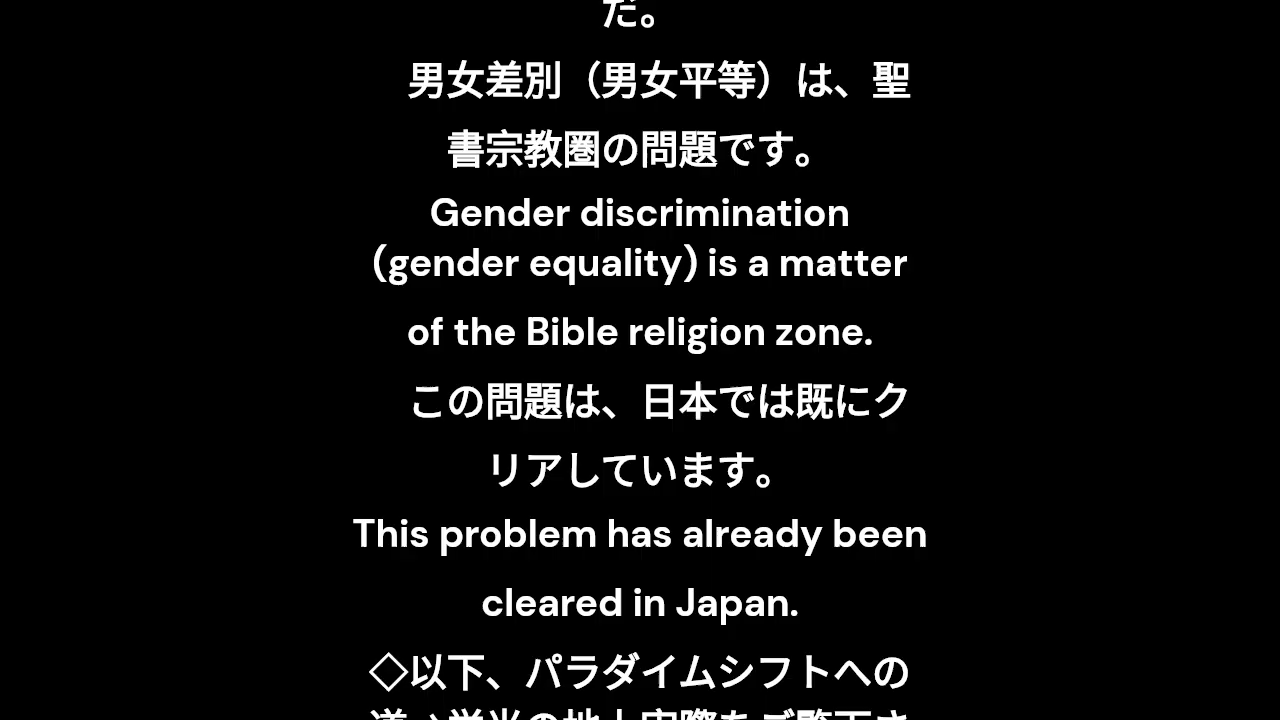 だ。
男女差別（男女平等）は、聖
書宗教圏の問題です。
Gender discrimination
(gender equality) is a matter
of the Bible religion zone.
この問題は、日本では既にク
リアしています。
This problem has already been
cleared in Japan.
◇以下、パラダイムシフトへの